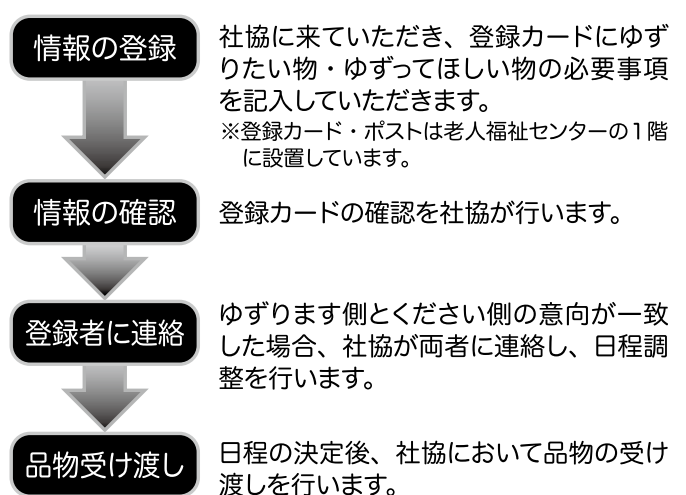 情報の登録
社協に来ていただき、登録カードにゆず
りたい物・ゆずってほしい物の必要事項
を記入していただきます。
※登録カード・ポストは老人福祉センターの1階
に設置しています。
情報の確認
登録カードの確認を社協が行います。
登録者に連絡
ゆずります側とください側の意向が一致
した場合、社協が両者に連絡し、日程調
整を行います。
品物受け渡し
日程の決定後、社協において品物の受け
渡しを行います。